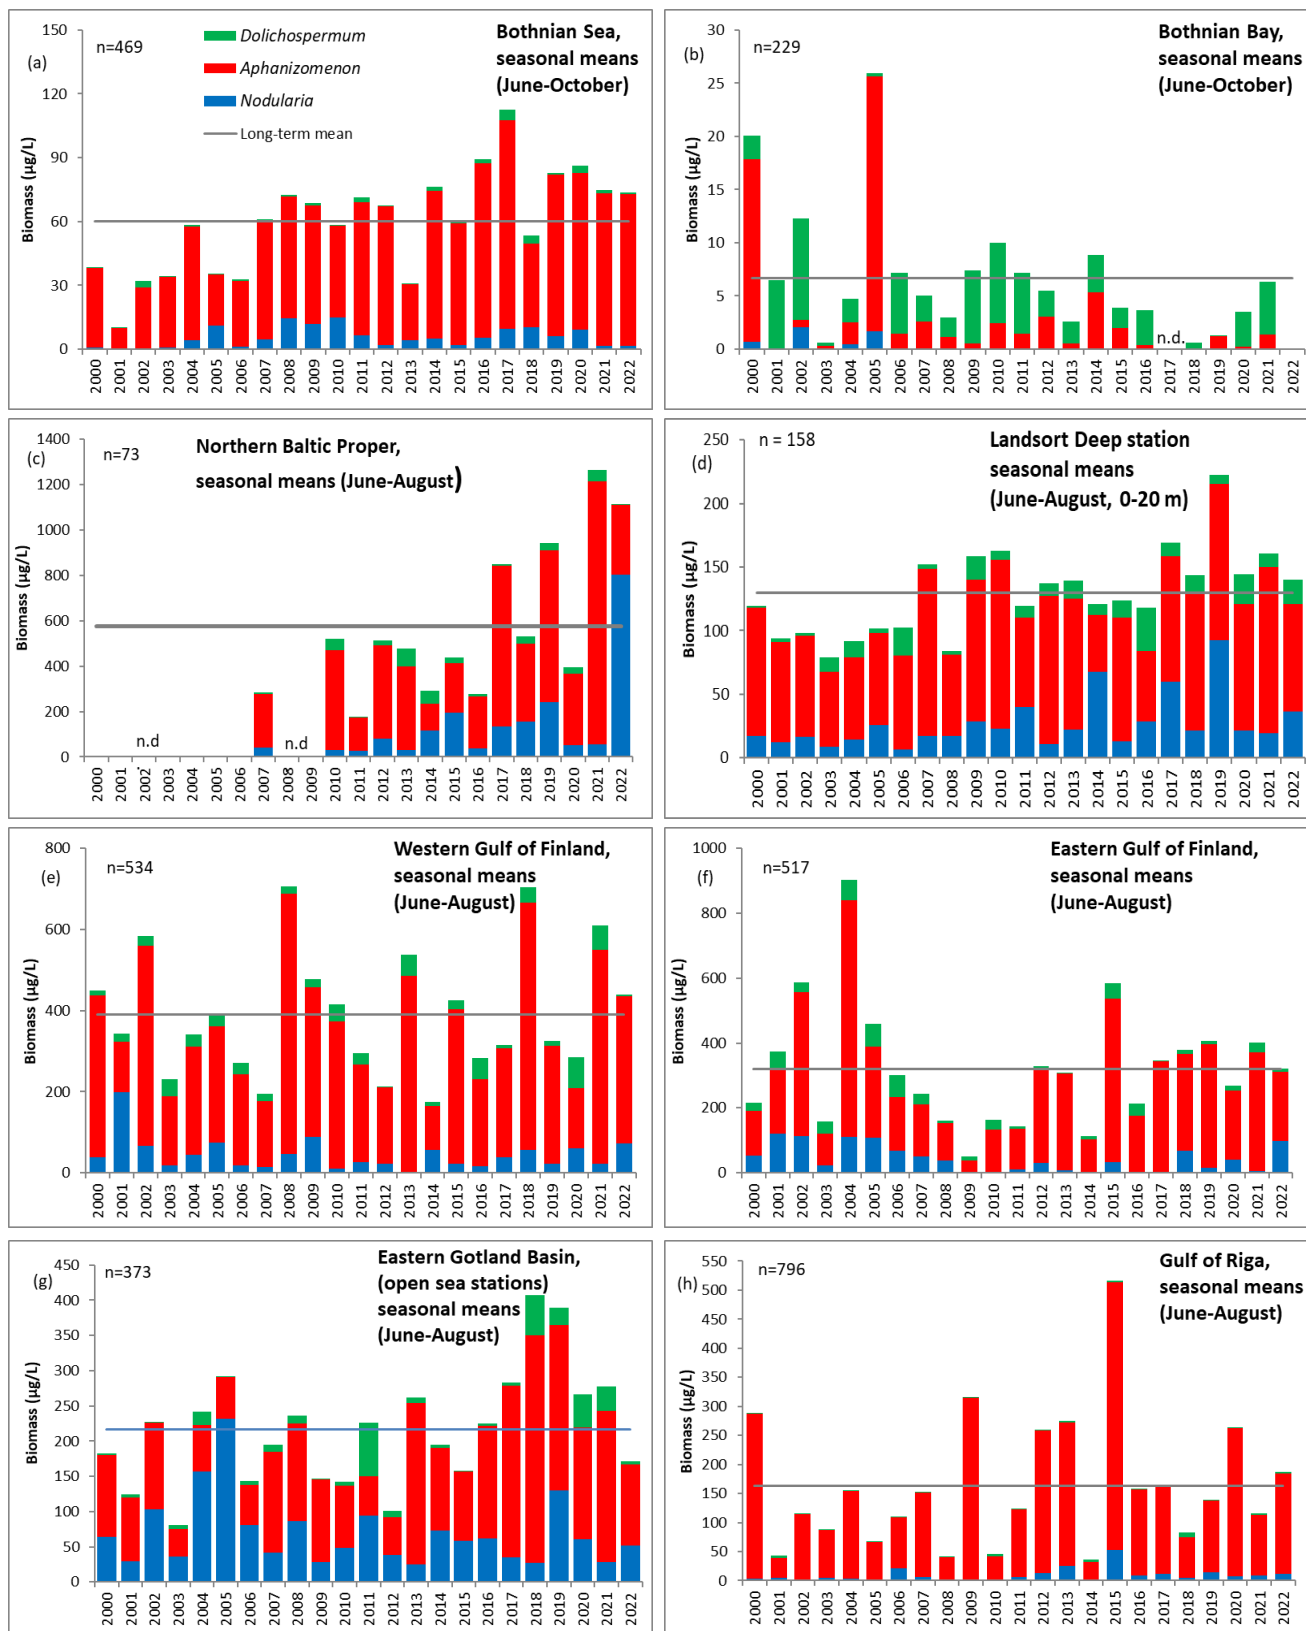 (a)
n=469
Dolichospermum
Aphanizomenon
Nodularia
Long-term mean
Bothnian Sea,
seasonal means
(June-October)
Biomass (µg/L)
150
120
90
60
30
0
2000 2001 2002 2003 2004 2005 2006 2007 2008 2009 2010 2011 2012 2013 2014 2015 2016 2017 2018 2019 2020 2021 2022
(b)
n=229
Bothnian Bay,
seasonal means
(June-October)
Biomass (µg/L)
30
25
20
15
10
5
0
n.d.
2000 2001 2002 2003 2004 2005 2006 2007 2008 2009 2010 2011 2012 2013 2014 2015 2016 2017 2018 2019 2020 2021 2022
(c)
n=73
Northern Baltic Proper,
seasonal means (June-August)
Biomass (µg/L)
1400
1200
1000
800
600
400
200
0
n.d
n.d
2000 2001 2002 2003 2004 2005 2006 2007 2008 2009 2010 2011 2012 2013 2014 2015 2016 2017 2018 2019 2020 2021 2022
(d)
n = 158
Landsort Deep station
seasonal means
(June-August, 0-20 m)
Biomass (µg/L)
250
200
150
100
50
0
2000 2001 2002 2003 2004 2005 2006 2007 2008 2009 2010 2011 2012 2013 2014 2015 2016 2017 2018 2019 2020 2021 2022
(e)
n=534
Western Gulf of Finland,
seasonal means
(June-August)
Biomass (µg/L)
800
600
400
200
0
2000 2001 2002 2003 2004 2005 2006 2007 2008 2009 2010 2011 2012 2013 2014 2015 2016 2017 2018 2019 2020 2021 2022
(f)
n=517
Eastern Gulf of Finland,
seasonal means
(June-August)
Biomass (µg/L)
1000
800
600
400
200
0
2000 2001 2002 2003 2004 2005 2006 2007 2008 2009 2010 2011 2012 2013 2014 2015 2016 2017 2018 2019 2020 2021 2022
(g)
n=373
Eastern Gotland Basin,
(open sea stations)
seasonal means
(June-August)
Biomass (µg/L)
450
400
350
300
250
200
150
100
50
0
2000 2001 2002 2003 2004 2005 2006 2007 2008 2009 2010 2011 2012 2013 2014 2015 2016 2017 2018 2019 2020 2021 2022
(h)
n=796
Gulf of Riga,
seasonal means
(June-August)
Biomass (µg/L)
550
500
450
400
350
300
250
200
150
100
50
0
2000 2001 2002 2003 2004 2005 2006 2007 2008 2009 2010 2011 2012 2013 2014 2015 2016 2017 2018 2019 2020 2021 2022